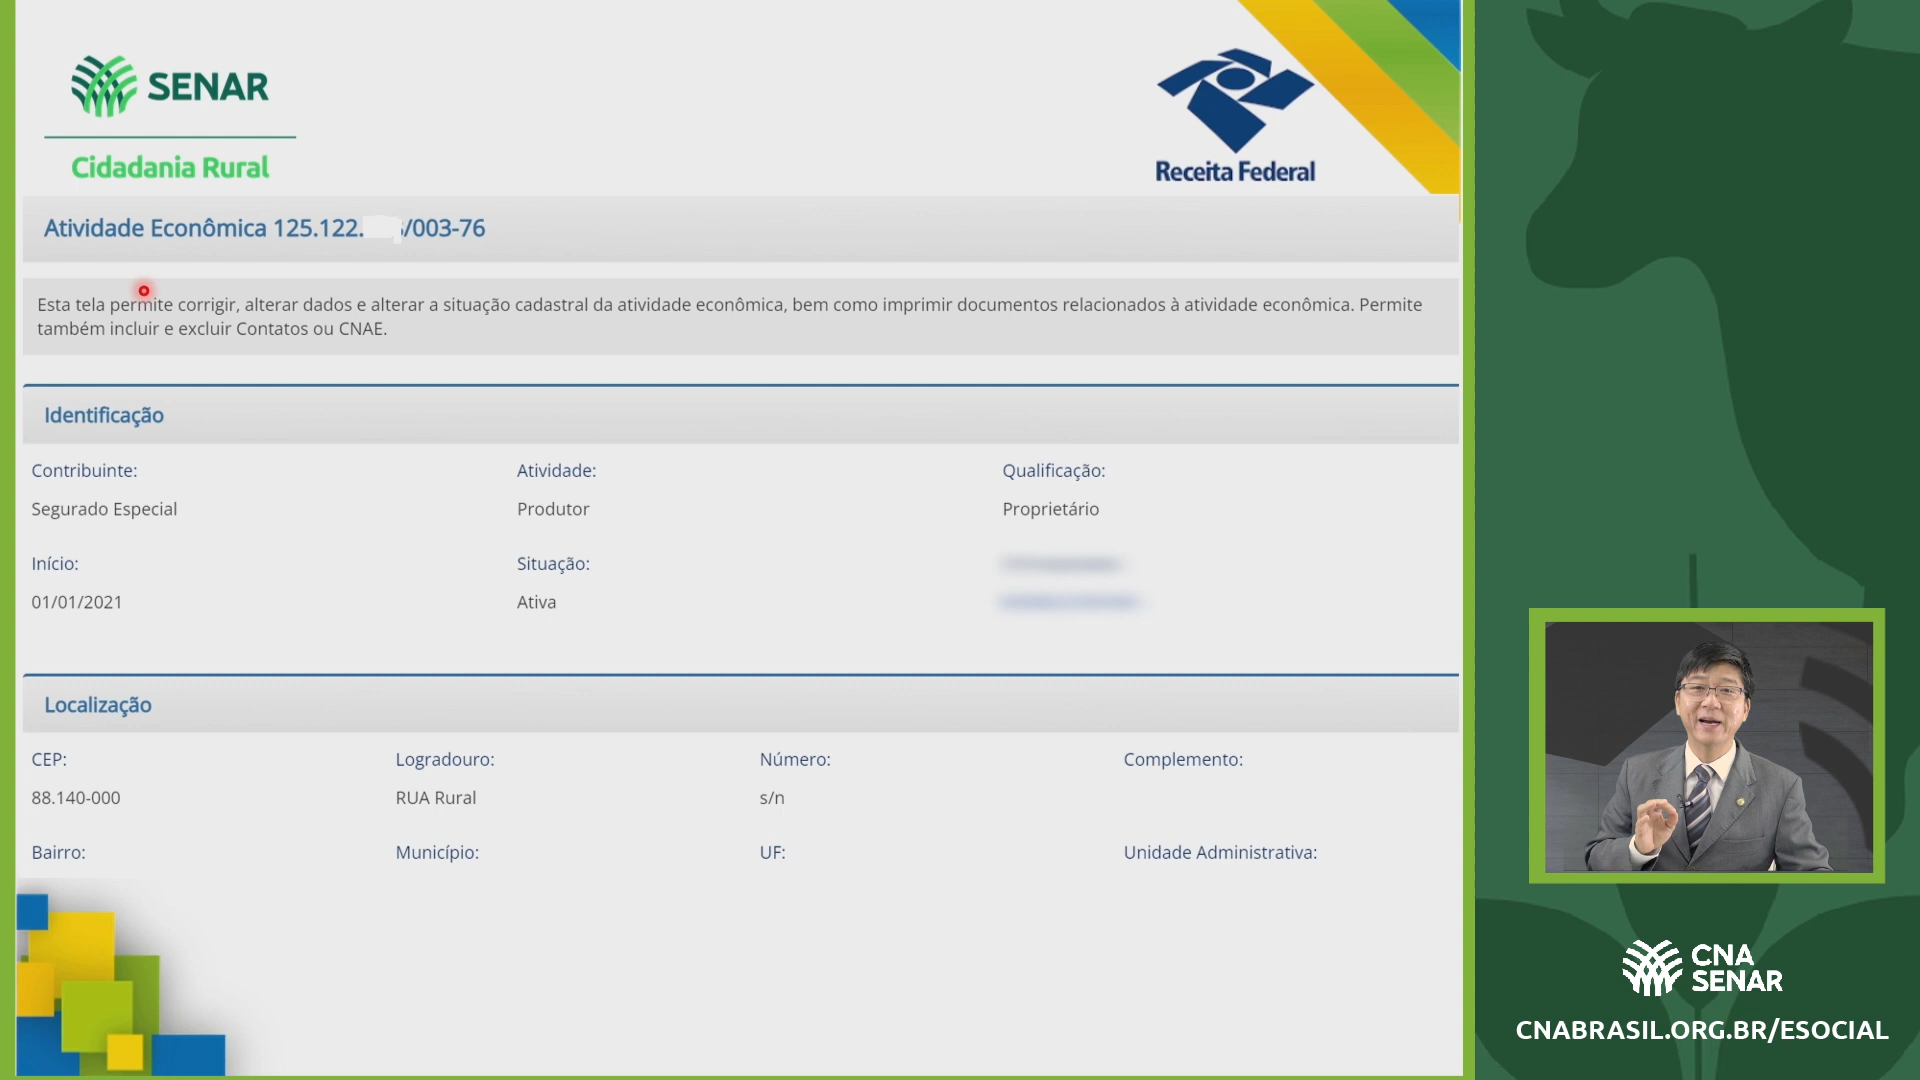 SENAR
Cidadania Rural
Receita Federal
Atividade Econômica 125.122. /003-76
Esta tela permite corrigir, alterar dados e alterar a situação cadastral da atividade econômica, bem como imprimir documentos relacionados à atividade econômica. Permite
também incluir e excluir Contatos ou CNAE.
Identificação
Contribuinte: Atividade: Qualificação:
Segurado Especial Produtor Proprietário
Início: Situação:
01/01/2021 Ativa
Localização
CEP: Logradouro: Número: Complemento:
88.140-000 RUA Rural s/n
Bairro: Município: UF: Unidade Administrativa:
CNA
SENAR
CNABRASIL.ORG.BR/ESOCIAL